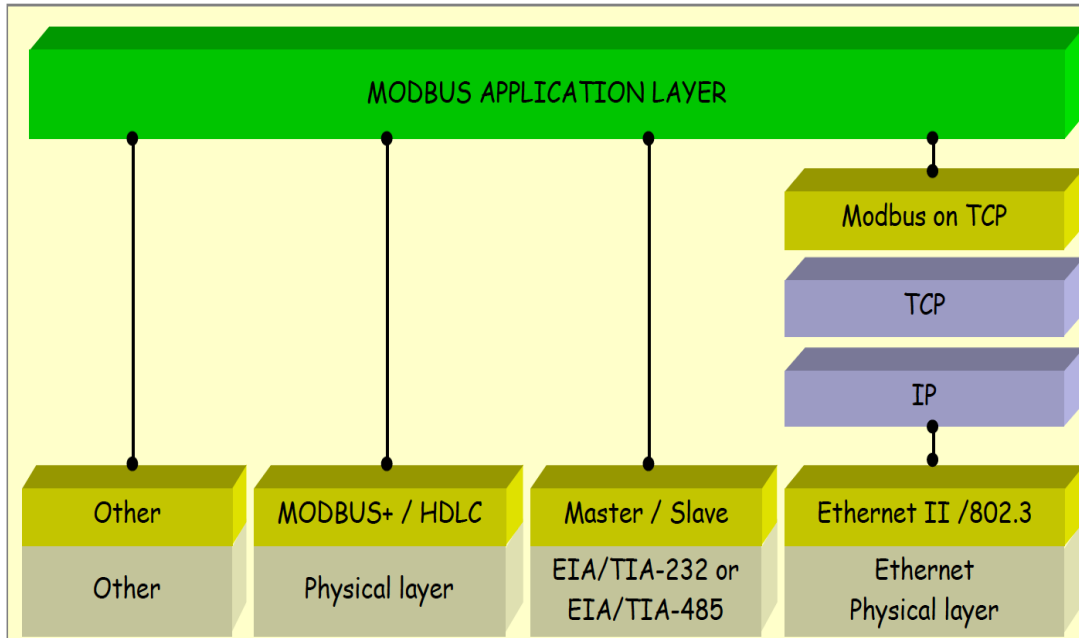 MODBUS APPLICATION LAYER
Modbus on TCP
TCP
IP
Other
MODBUS+ / HDLC
Master / Slave
Ethernet II /802.3
Other
Physical layer
EIA/TIA-232 or
EIA/TIA-485
Ethernet
Physical layer